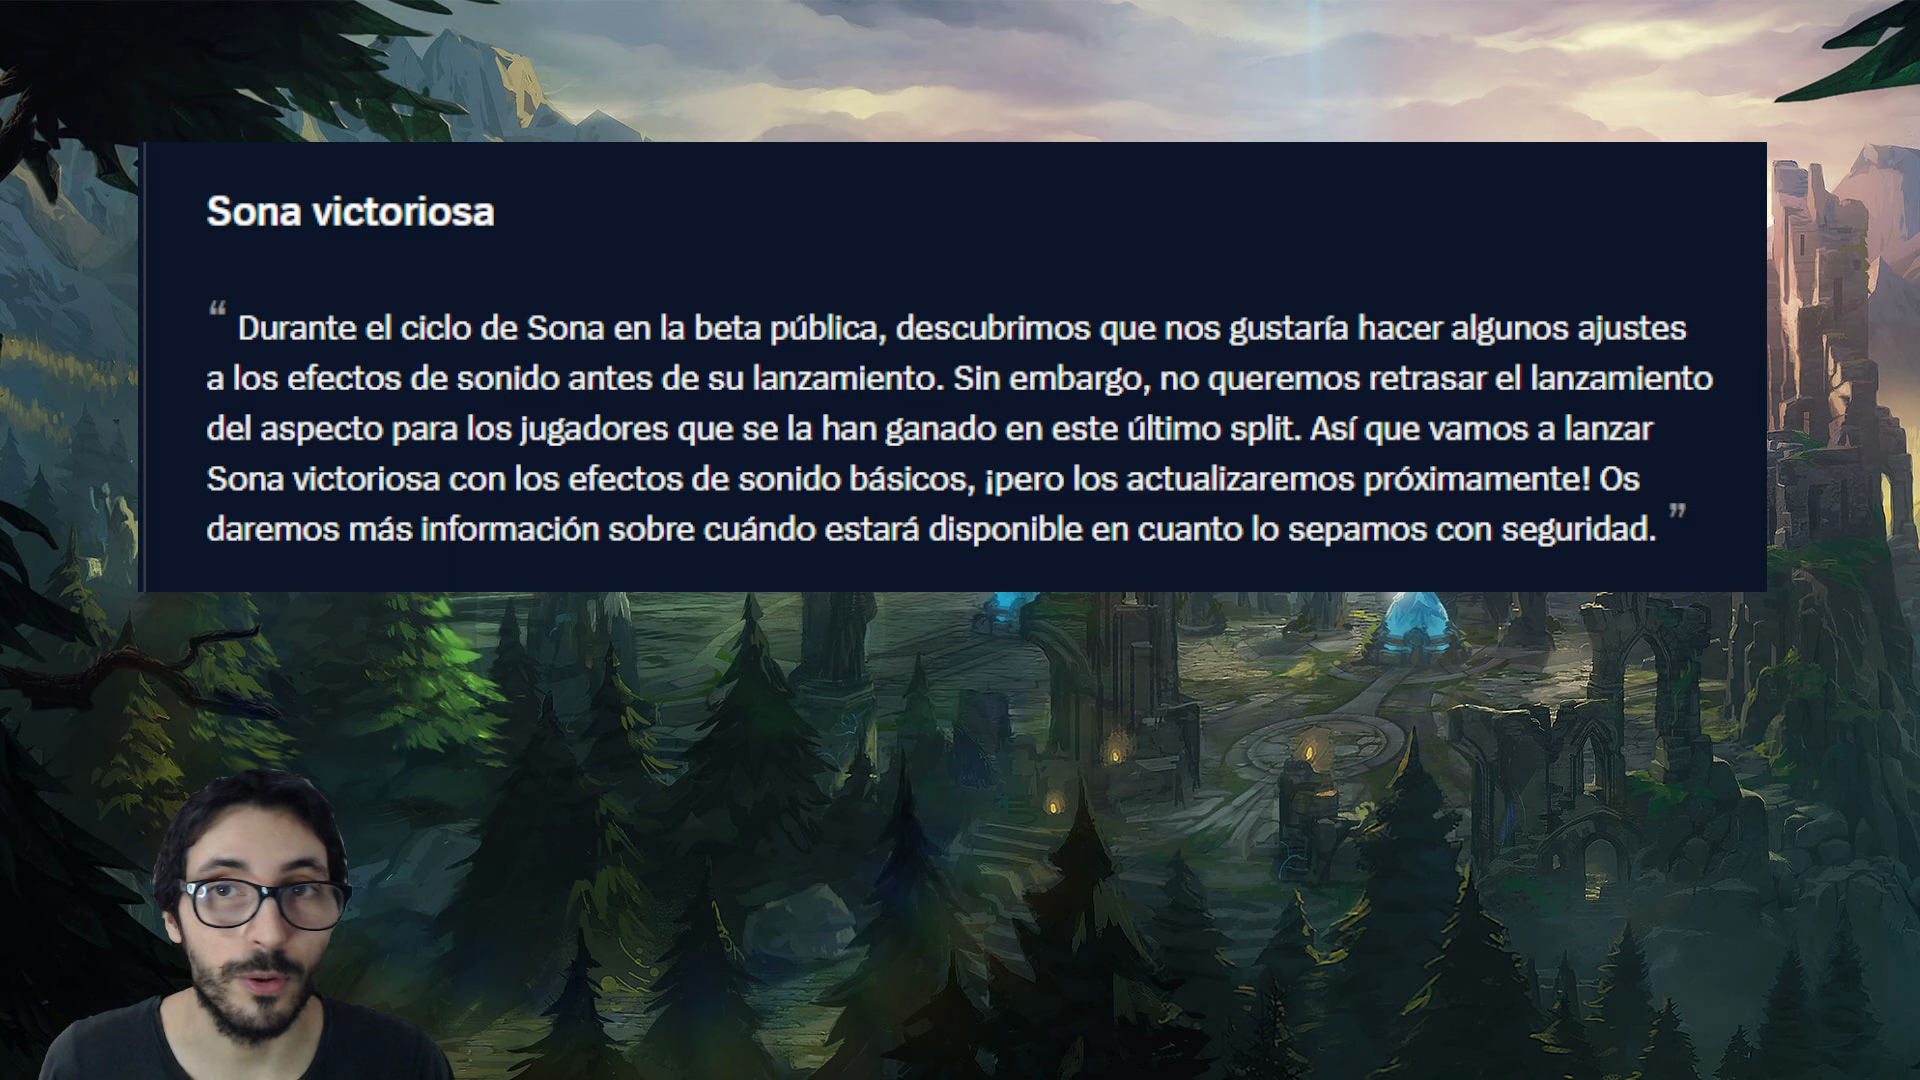 Sona victoriosa
“ Durante el ciclo de Sona en la beta pública, descubrimos que nos gustaría hacer algunos ajustes
a los efectos de sonido antes de su lanzamiento. Sin embargo, no queremos retrasar el lanzamiento
del aspecto para los jugadores que se la han ganado en este último split. Así que vamos a lanzar
Sona victoriosa con los efectos de sonido básicos, ¡pero los actualizaremos próximamente! Os
daremos más información sobre cuándo estará disponible en cuanto lo sepamos con seguridad. ”